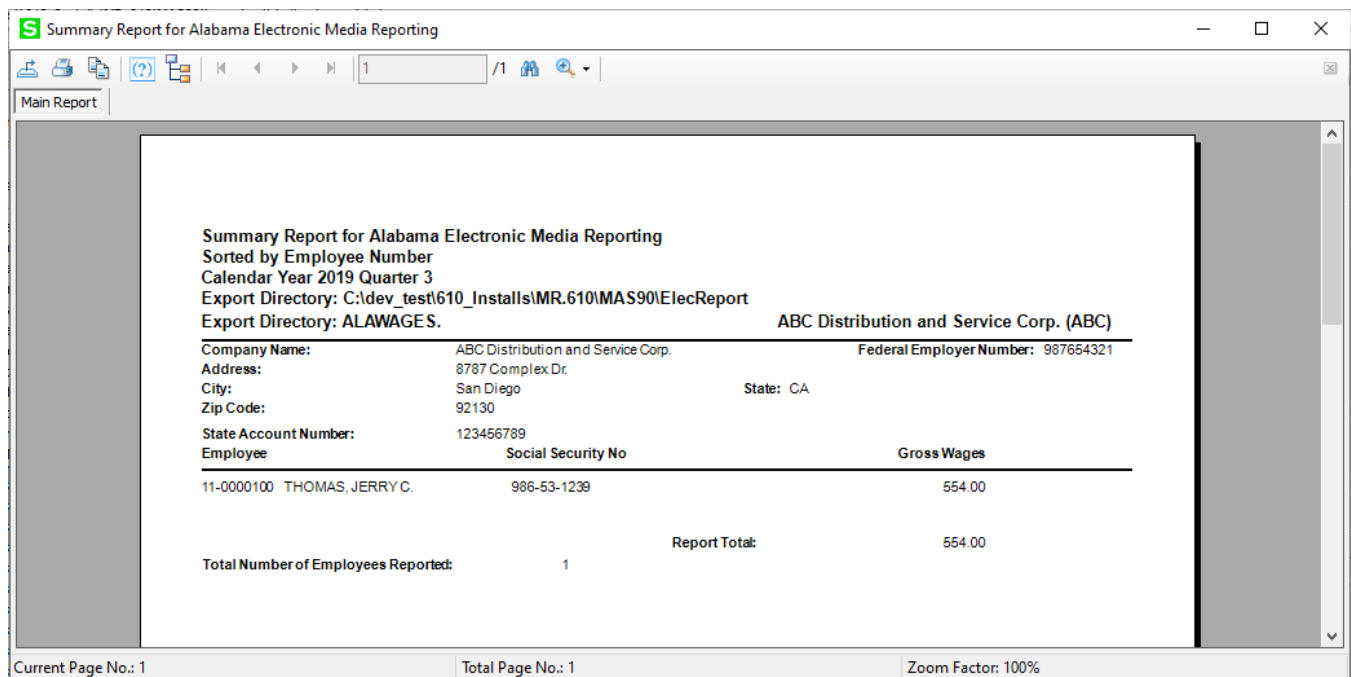 S Summary Report for Alabama Electronic Media Reporting
(?) 1 /1
Main Report
Summary Report for Alabama Electronic Media Reporting
Sorted by Employee Number
Calendar Year 2019 Quarter 3
Export Directory: C:\dev_test\610_Installs\MR.610\MAS90\ElecReport
Export Directory: ALAWAGES. ABC Distribution and Service Corp. (ABC)
Company Name: ABC Distribution and Service Corp. Federal Employer Number: 987654321
Address: 8787 Complex Dr.
City: San Diego State: CA
Zip Code: 92130
State Account Number: 123456789
Employee Social Security No Gross Wages
11-0000100 THOMAS, JERRY C. 986-53-1239 554.00
Report Total: 554.00
Total Number of Employees Reported: 1
Current Page No.: 1 Total Page No.: 1 Zoom Factor: 100%